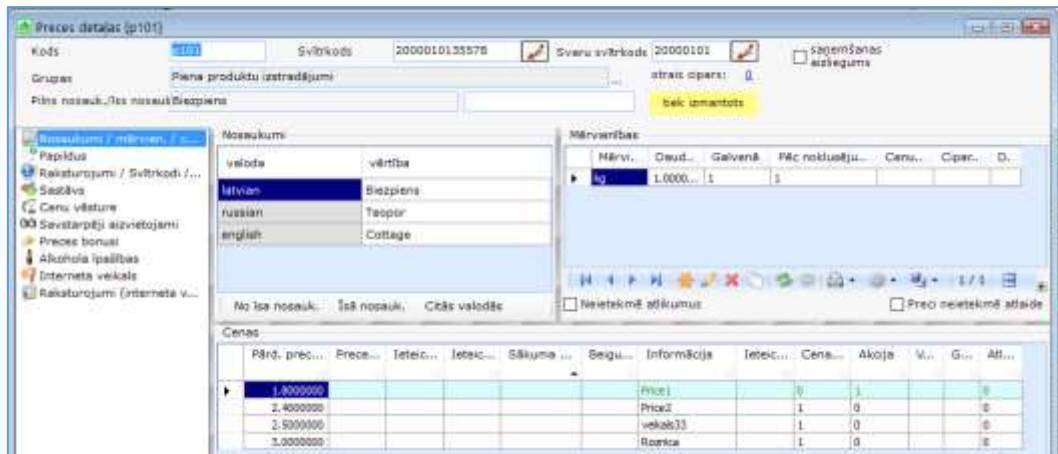 Preces detaļas (p101)
Kods p101 Svītrkods 2000010135578 Svaru svītrkods 20000101 saņemšanas aizliegums
Grupas Piena produktu izstrādājumi ... otrais cipars: 0
Pilns nosauk./Īss nosauk Biezpiens tiek izmantots
Nosaukumi / mērvien. / c... Nosaukumi Mērvienības
Papildus valoda vērtība Mērvi.. Daud.. Galvenā Pēc noklusēju... Cenu.. Cipar.. D.
Raksturojumi / Svītrkodi /... latvian Biezpiens kg 1.0000... 1 1
Sastāvs russian Творог
Cenu vēsture english Cottage
Savstarpēji aizvietojami
Preces bonusi
Alkohola īpašības
Interneta veikals 1 / 1
Raksturojumi (interneta v... No īsa nosauk. Īsā nosauk. Citās valodās Neietekmē atlikumus Preci neietekmē atlaide
Cenas
Pārd. prec... Prece... Ieteic... Ieteic... Sākuma ... Beigu... Informācija Ieteic... Cena... Akcija V... G... Atl...
1.8000000 Price1 0 1 0
2.4000000 Price2 1 0 0
2.5000000 veikals33 1 0 0
3.0000000 Roznica 1 0 0